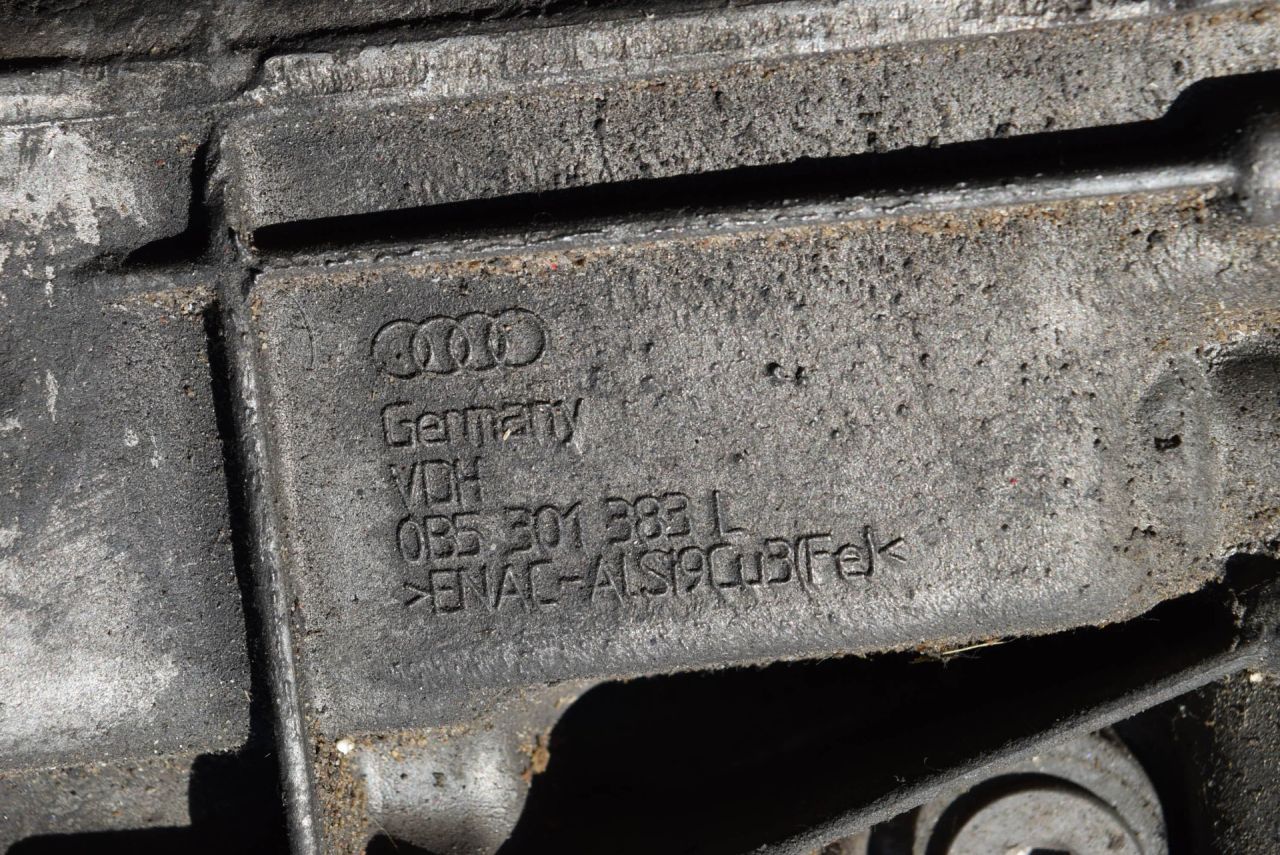 Germany
VDH
0B5.301 383 L
>ENAC-ALSI9Cu3(Fe)<